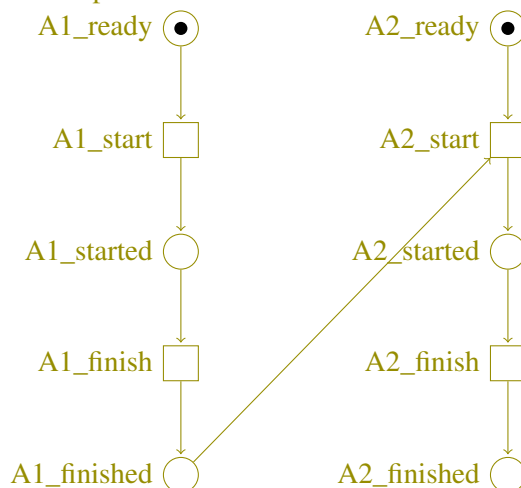 A1_ready A2_ready
A1_start A2_start
A1_started A2_started
A1_finish A2_finish
A1_finished A2_finished